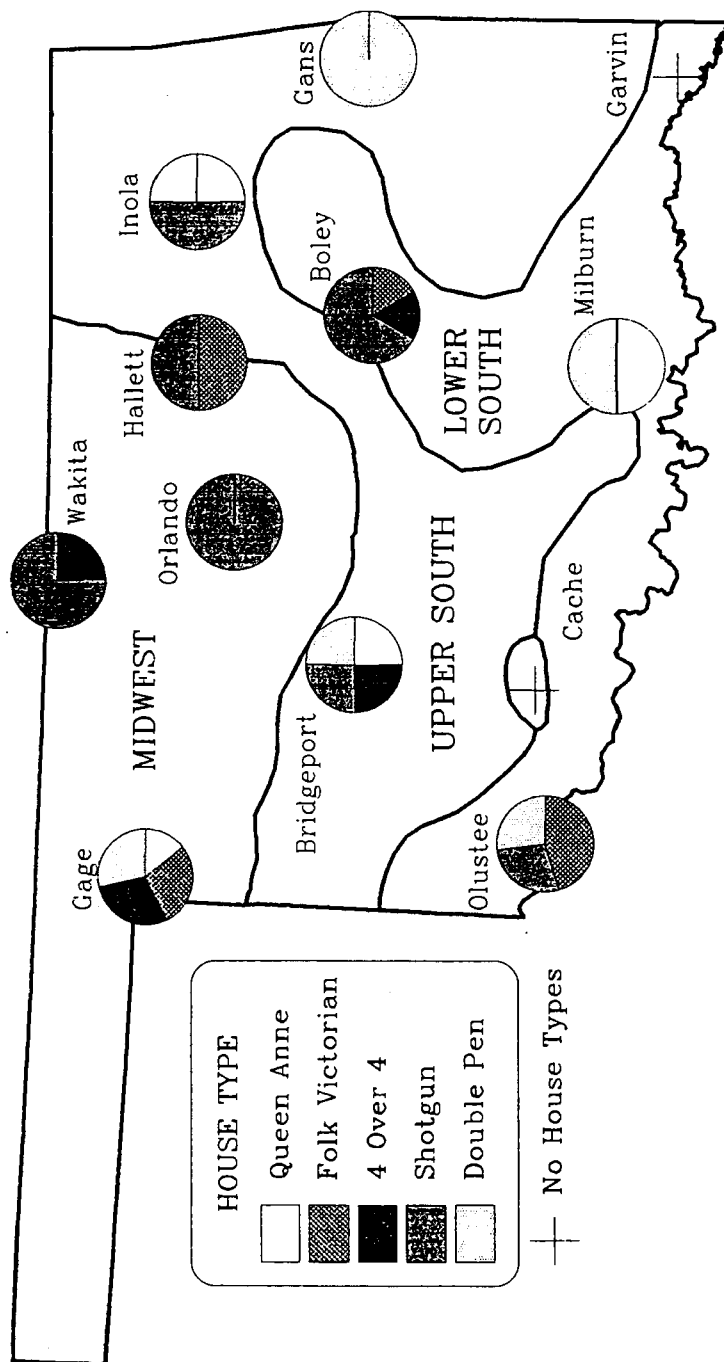 Gage
Wakita
Hallett
Inola
Orlando
MIDWEST
Gans
Boley
Bridgeport
LOWER
SOUTH
UPPER SOUTH
Milburn
Garvin
Cache
Olustee
HOUSE TYPE
Queen Anne
Folk Victorian
4 Over 4
Shotgun
Double Pen
No House Types